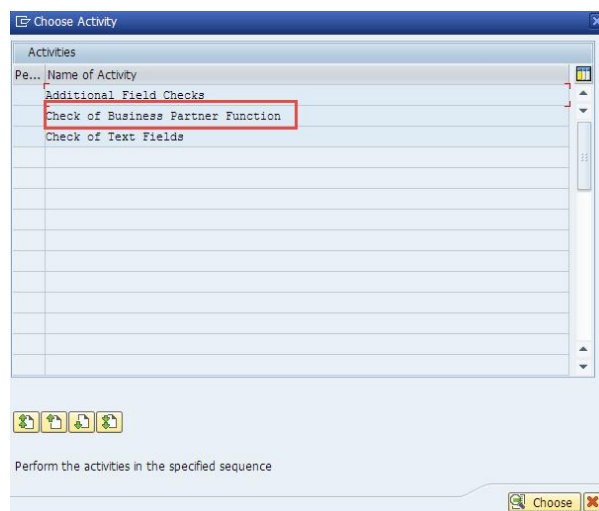 Choose Activity
Activities
Pe... Name of Activity
Additional Field Checks
Check of Business Partner Function
Check of Text Fields
Perform the activities in the specified sequence
Choose